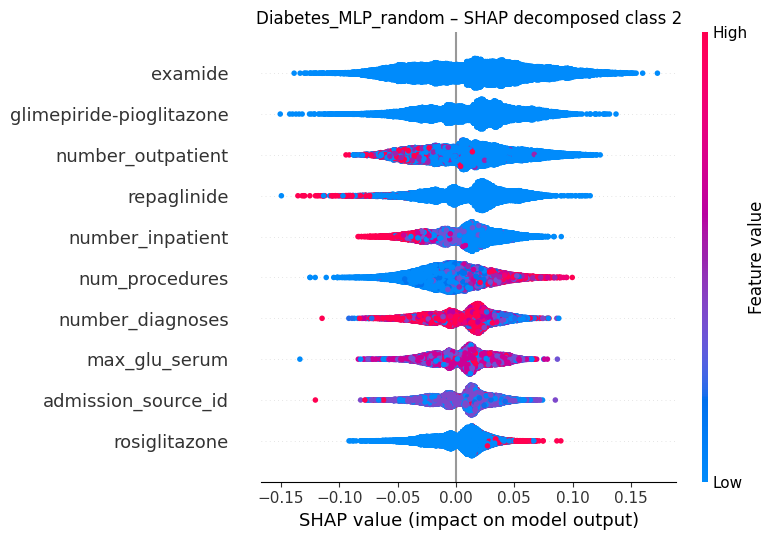 Diabetes_MLP_random – SHAP decomposed class 2
High
examide
glimepiride-pioglitazone
number_outpatient
repaglinide
number_inpatient
num_procedures
number_diagnoses
max_glu_serum
admission_source_id
rosiglitazone
Feature value
Low
−0.15 −0.10 −0.05 0.00 0.05 0.10 0.15
SHAP value (impact on model output)